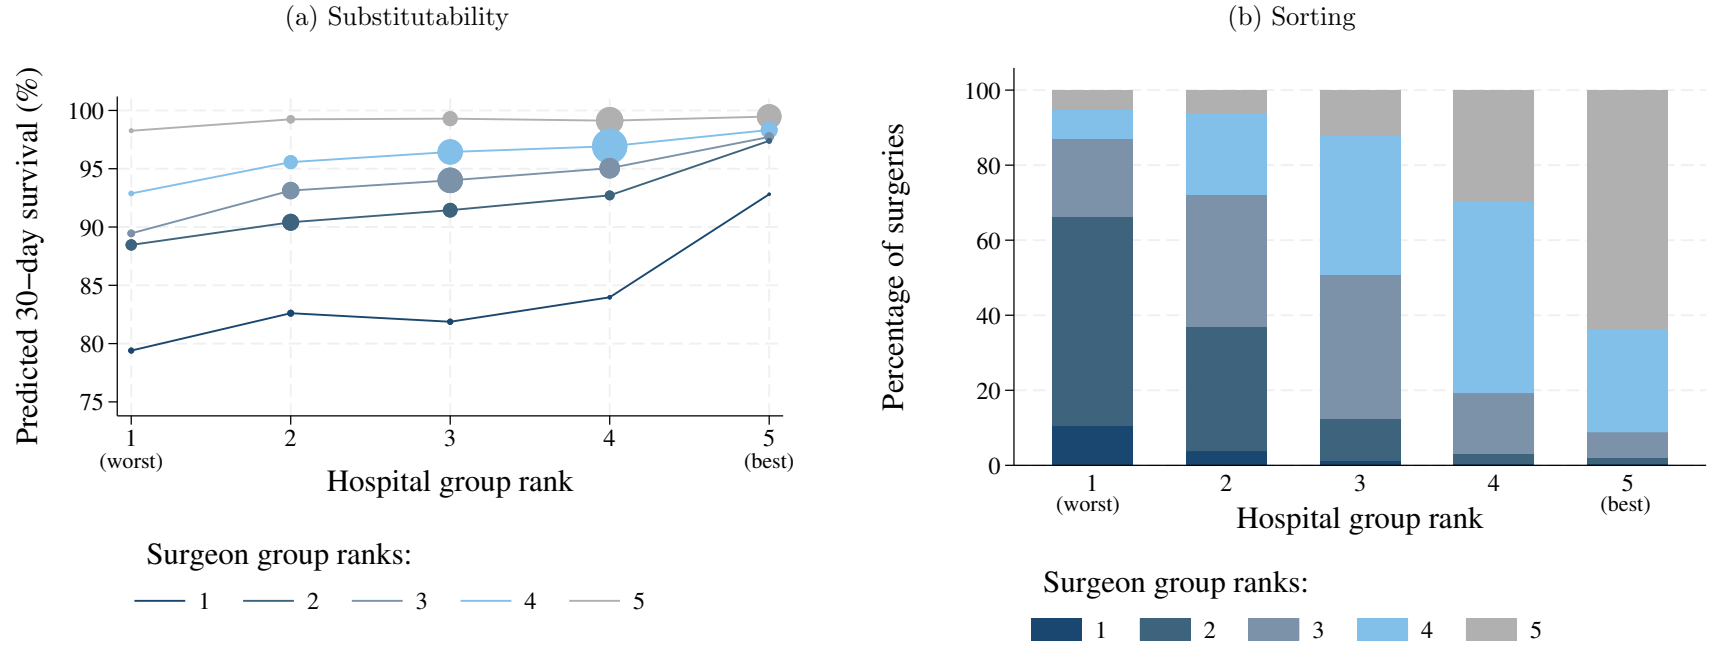 (a) Substitutability
Predicted 30−day survival (%)
100
95
90
85
80
75
1 2 3 4 5
(worst) (best)
Hospital group rank
Surgeon group ranks:
1 2 3 4 5
(b) Sorting
Percentage of surgeries
100
80
60
40
20
0
1 2 3 4 5
(worst) (best)
Hospital group rank
Surgeon group ranks:
1 2 3 4 5